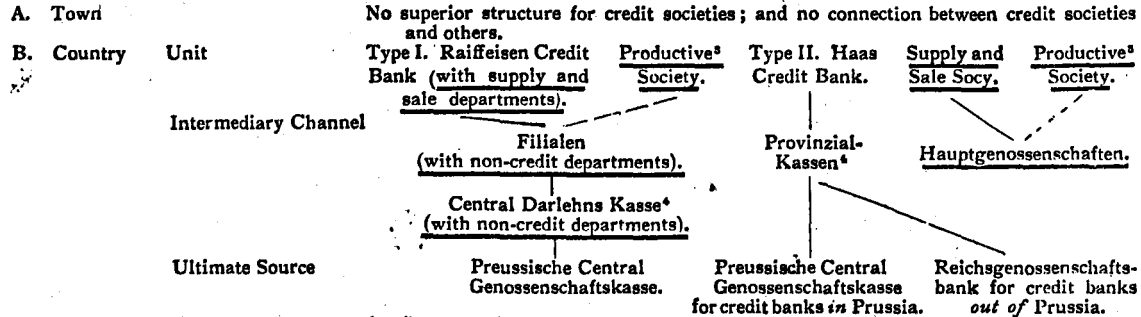 A. Town No superior structure for credit societies; and no connection between credit societies
and others.
B. Country Unit Type I. Raiffeisen Credit Productive³ Type II. Haas Supply and Productive³
Bank (with supply and Society. Credit Bank. Sale Socy. Society.
sale departments).
Intermediary Channel
Filialen Provinzial-
(with non-credit departments). Kassen⁴ Hauptgenossenschaften.
Central Darlehns Kasse⁴
(with non-credit departments).
Ultimate Source Preussische Central Preussische Central Reichsgenossenschafts-
Genossenschaftskasse. Genossenschaftskasse bank for credit banks
for credit banks in Prussia. out of Prussia.